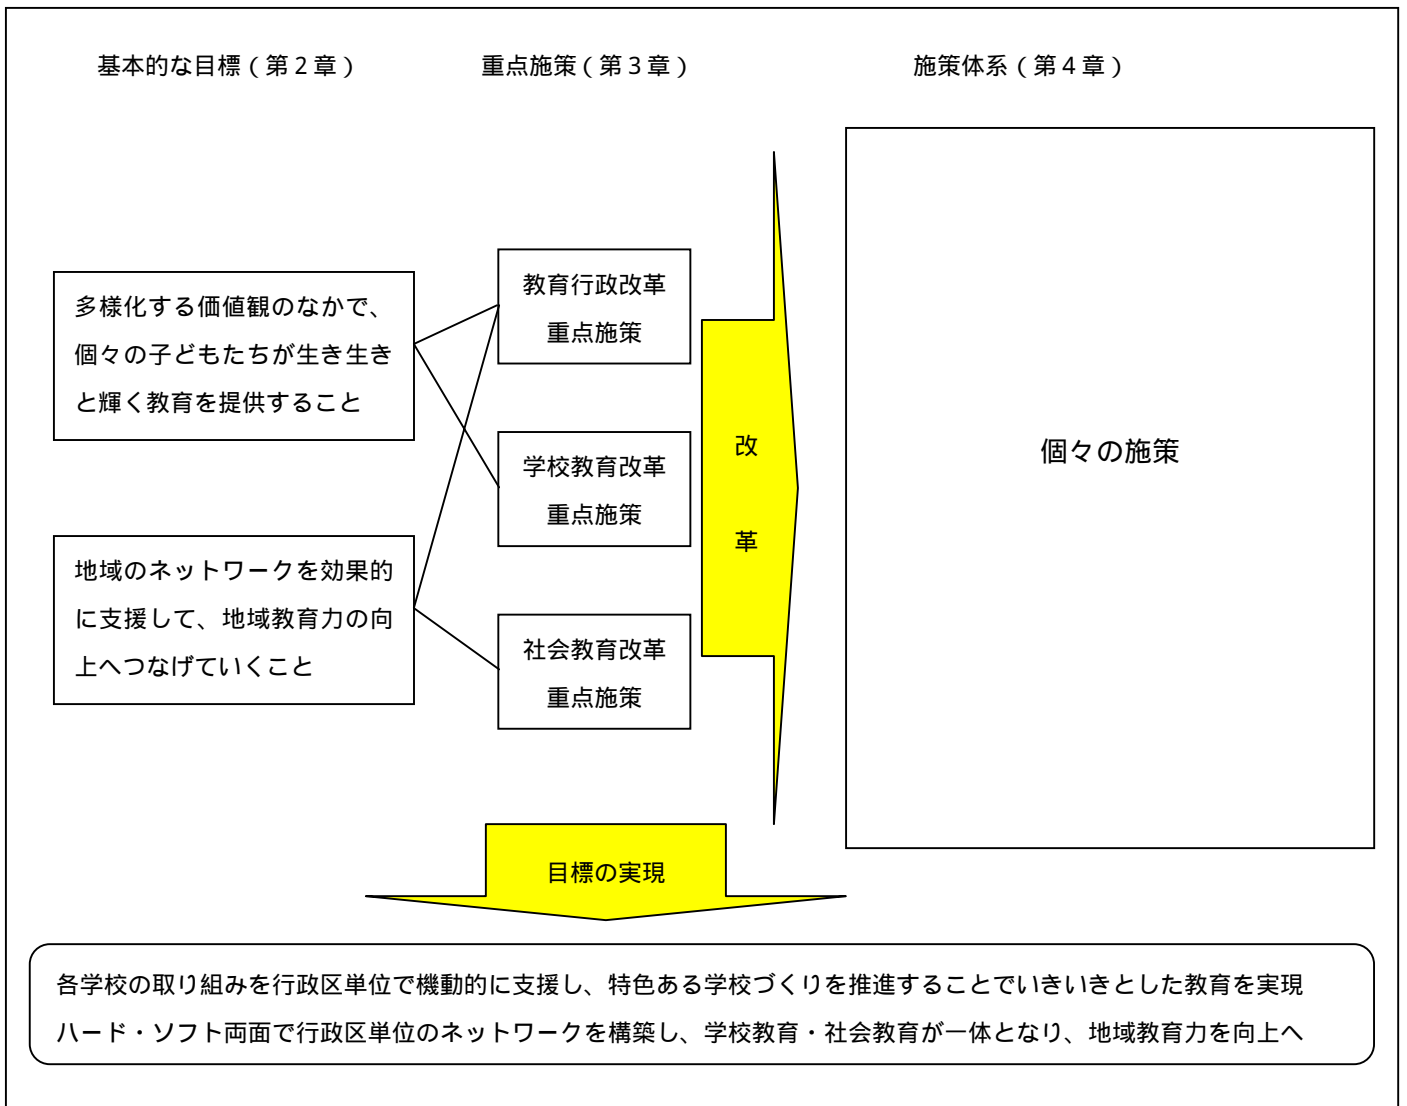 基本的な目標(第2章)
重点施策(第3章)
施策体系(第4章)
多様化する価値観のなかで、
個々の子どもたちが生き生き
と輝く教育を提供すること
地域のネットワークを効果的
に支援して、地域教育力の向
上へつなげていくこと
教育行政改革
重点施策
学校教育改革
重点施策
社会教育改革
重点施策
改
革
個々の施策
目標の実現
各学校の取り組みを行政区単位で機動的に支援し、特色ある学校づくりを推進することでいきいきとした教育を実現
ハード・ソフト両面で行政区単位のネットワークを構築し、学校教育・社会教育が一体となり、地域教育力を向上へ